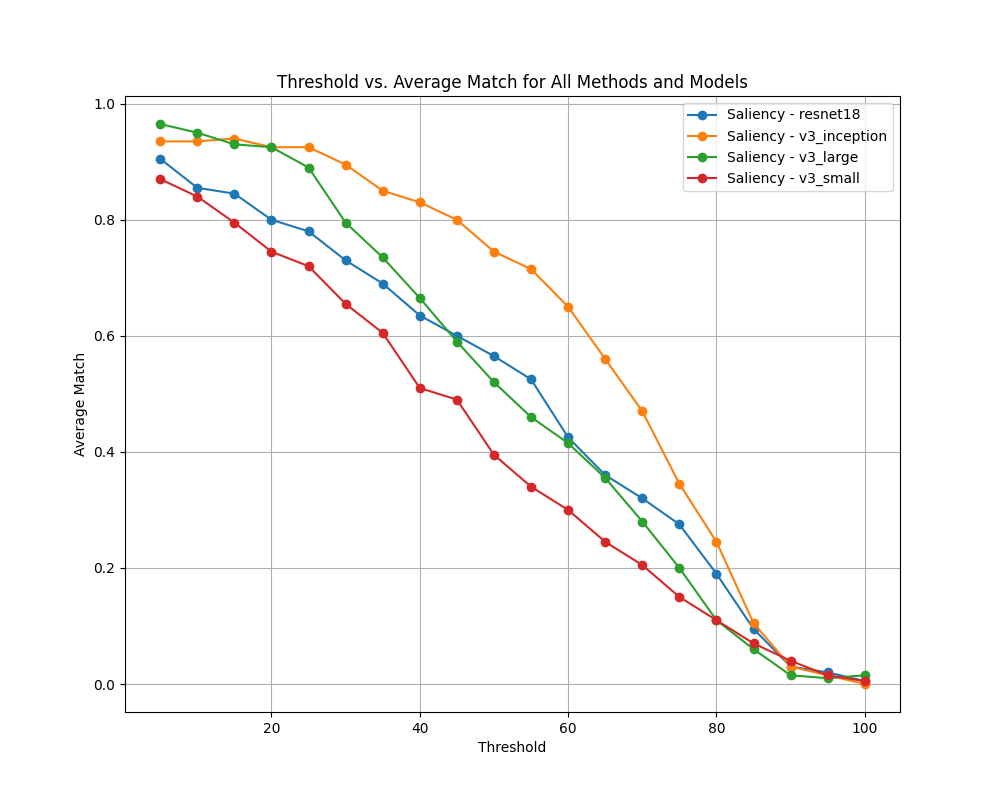 Threshold vs. Average Match for All Methods and Models
1.0
0.8
0.6
0.4
0.2
0.0
Average Match
Saliency - resnet18
Saliency - v3_inception
Saliency - v3_large
Saliency - v3_small
20
40
60
80
100
Threshold